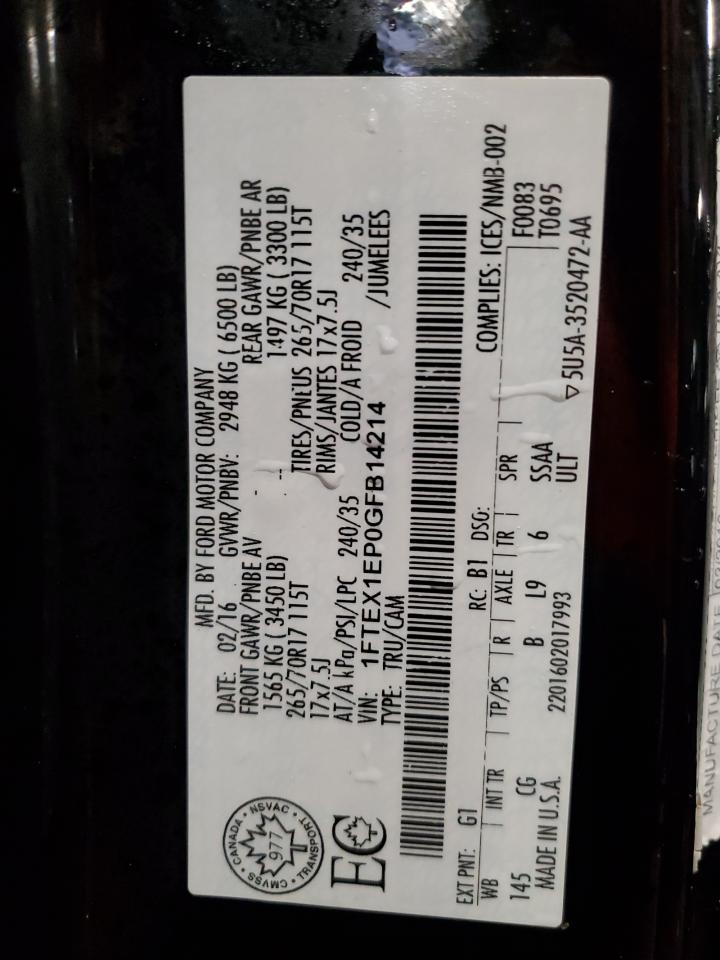 MFD. BY FORD MOTOR COMPANY
DATE: 02/16 GVWR/PNBV: 2948 KG ( 6500 LB)
FRONT GAWR/PNBE AV REAR GAWR/PNBE AR
1565 KG ( 3450 LB) 1497 KG ( 3300 LB)
265/70R17 115T TIRES/PNEUS 265/70R17 115T
17x7.5J RIMS/JANTES 17x7.5J
AT/A kPa/PSI/LPC 240/35 COLD/A FROID 240/35
VIN: 1FTEX1EP0GFB14214 /JUMELEES
TYPE: TRU/CAM
CMVSS • CANADA • NSVAC • TRANSPORT •
977
EC
EXT PNT: G1 RC: B1 DSO: COMPLIES: ICES/NMB-002
WB INT TR TP/PS R AXLE TR SPR F0083
145 CG B L9 6 SSAA T0695
ULT
MADE IN U.S.A. 2201602017993 ▽ 5U5A-3520472-AA
MANUFACTURE DATE